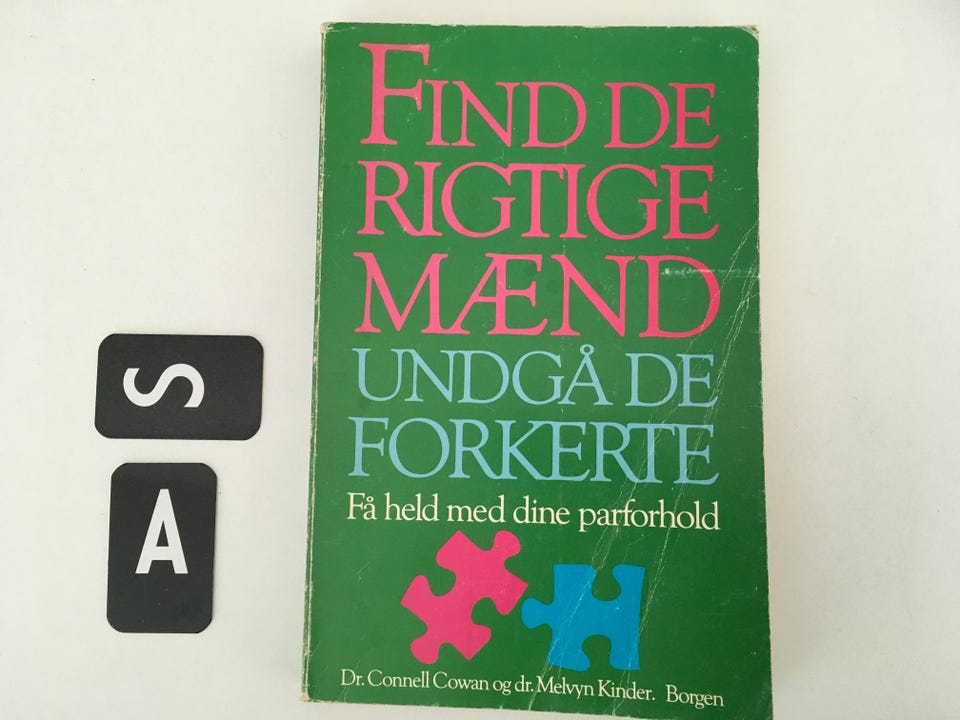 FIND DE
RIGTIGE
MÆND
UNDGÅ DE
FORKERTE
Få held med dine parforhold
Dr. Connell Cowan og dr. Melvyn Kinder. Borgen
S
A